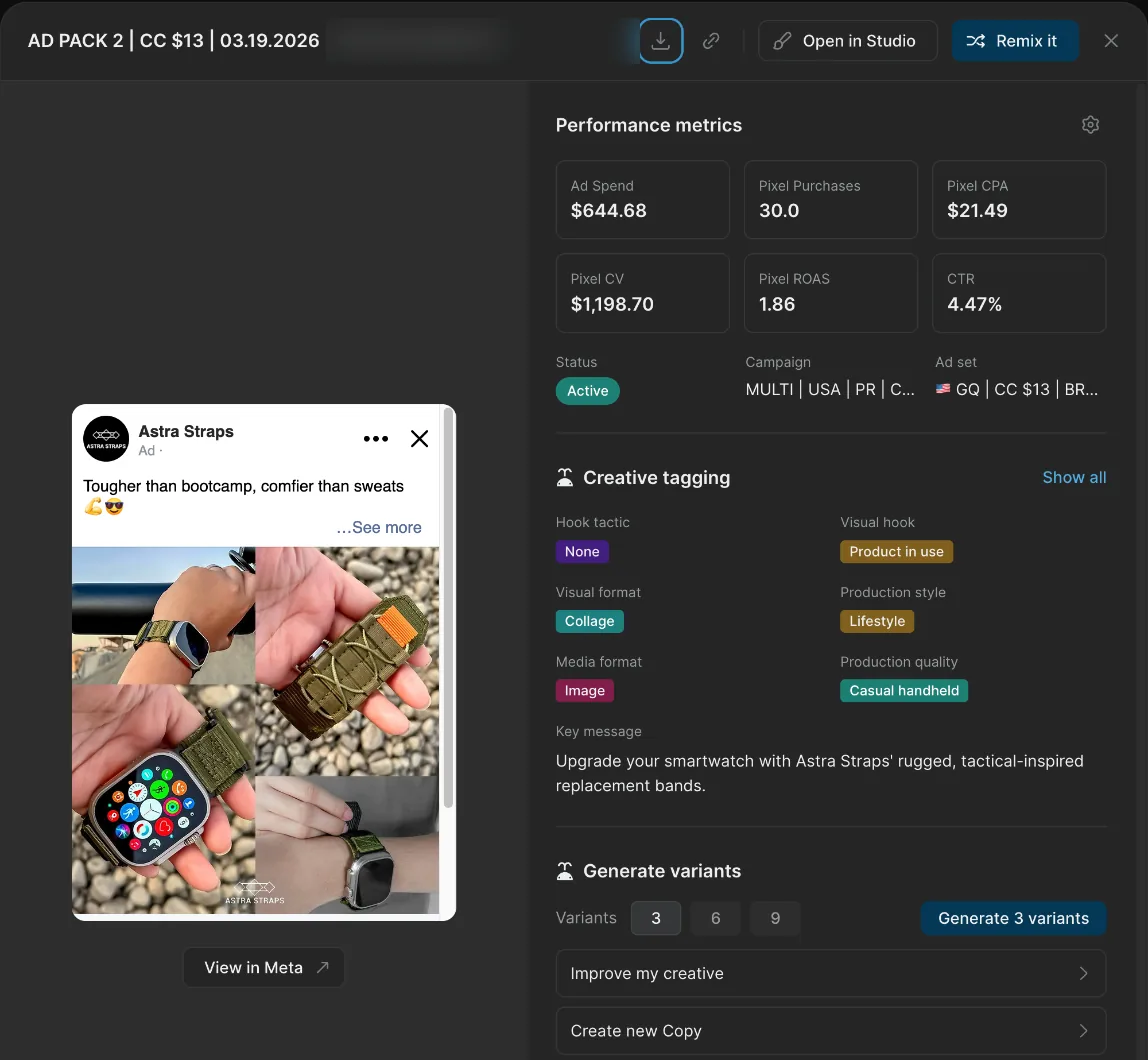 AD PACK 2 | CC $13 | 03.19.2026
Open in Studio
Remix it
Astra Straps
Ad ·
Tougher than bootcamp, comfier than sweats
💪😎
...See more
ASTRA STRAPS
ASTRA STRAPS
View in Meta
Performance metrics
Ad Spend
$644.68
Pixel Purchases
30.0
Pixel CPA
$21.49
Pixel CV
$1,198.70
Pixel ROAS
1.86
CTR
4.47%
Status
Active
Campaign
MULTI | USA | PR | C...
Ad set
🇺🇸 GQ | CC $13 | BR...
Creative tagging
Show all
Hook tactic
None
Visual hook
Product in use
Visual format
Collage
Production style
Lifestyle
Media format
Image
Production quality
Casual handheld
Key message
Upgrade your smartwatch with Astra Straps' rugged, tactical-inspired
replacement bands.
Generate variants
Variants
3
6
9
Generate 3 variants
Improve my creative
Create new Copy